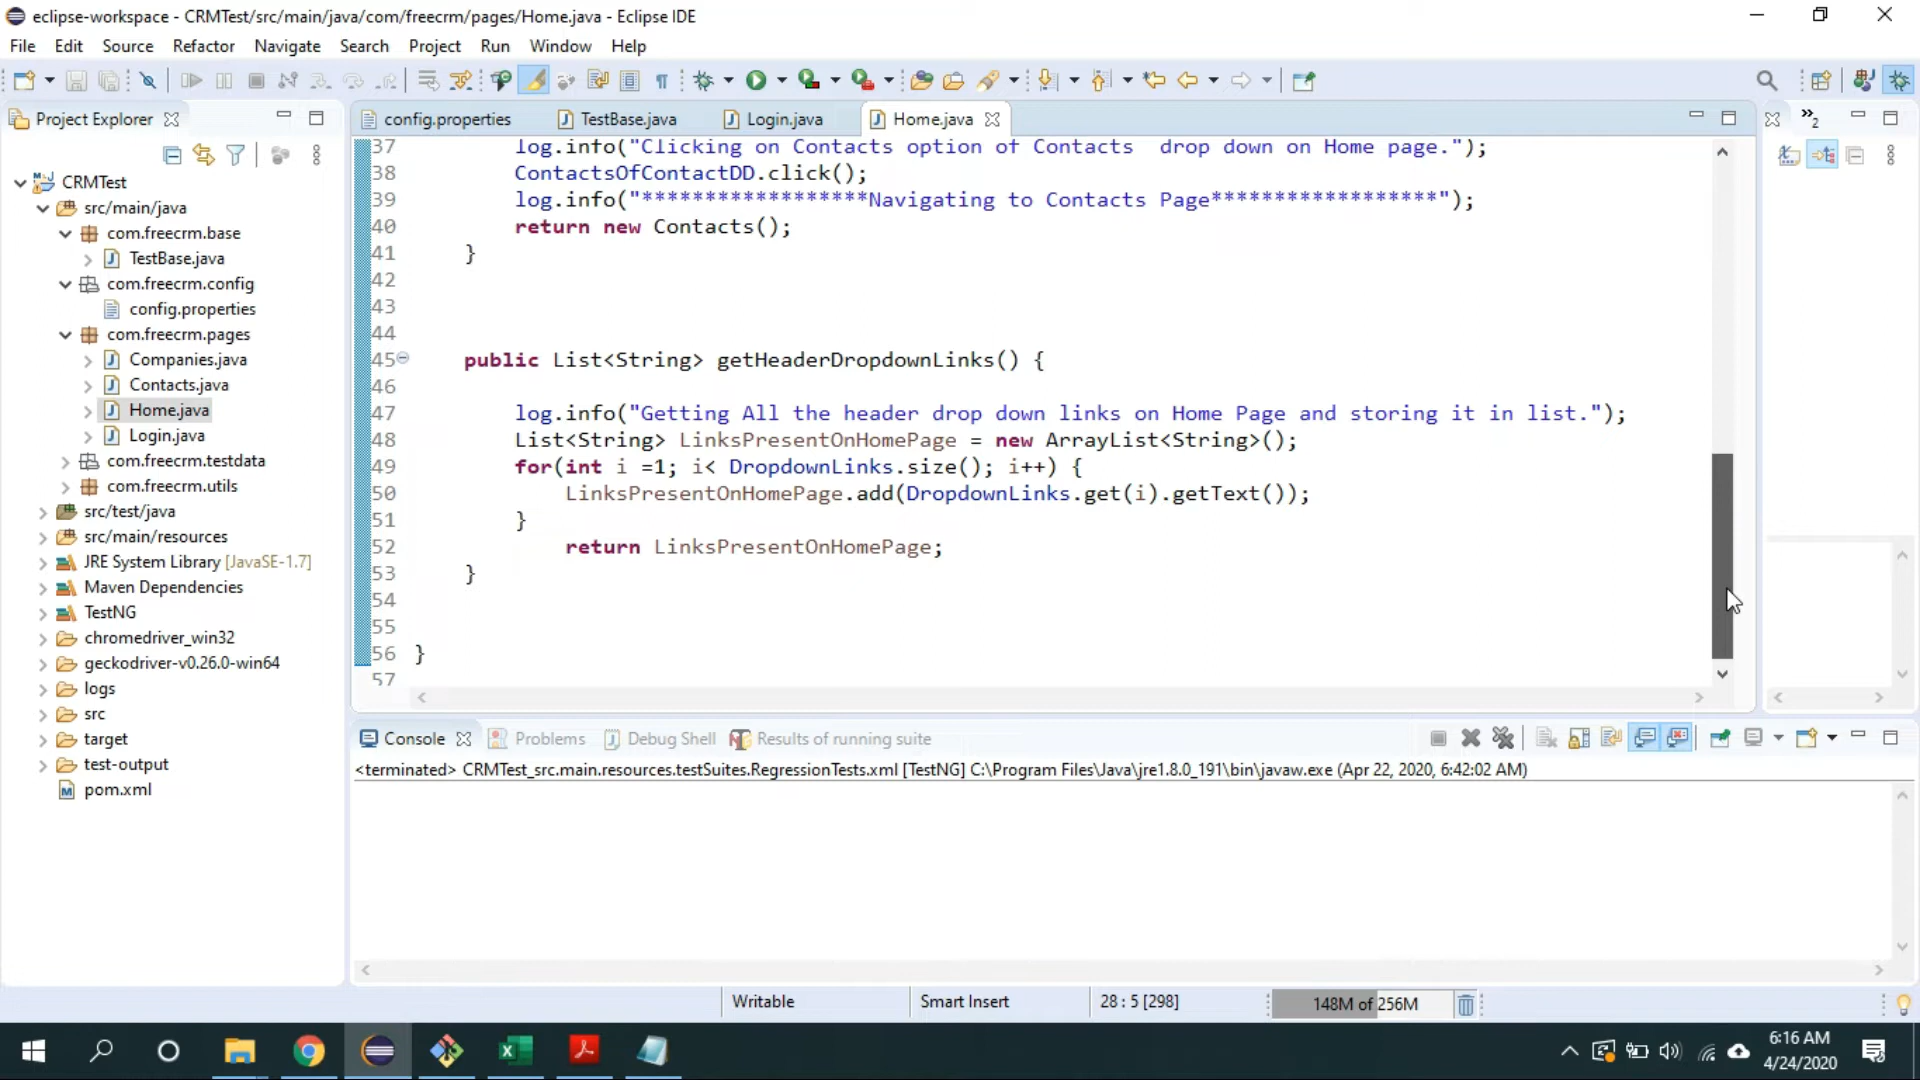 eclipse-workspace - CRMTest/src/main/java/com/freecrm/pages/Home.java - Eclipse IDE
File Edit Source Refactor Navigate Search Project Run Window Help
Project Explorer
config.properties TestBase.java Login.java Home.java
2
CRMTest
src/main/java
com.freecrm.base
TestBase.java
com.freecrm.config
config.properties
com.freecrm.pages
Companies.java
Contacts.java
Home.java
Login.java
com.freecrm.testdata
com.freecrm.utils
src/test/java
src/main/resources
JRE System Library [JavaSE-1.7]
Maven Dependencies
TestNG
chromedriver_win32
geckodriver-v0.26.0-win64
logs
src
target
test-output
pom.xml
37 log.info("Clicking on Contacts option of Contacts  drop down on Home page.");
38 ContactsOfContactDD.click();
39 log.info("******************Navigating to Contacts Page******************");
40 return new Contacts();
41 }
42
43
44
45 public List<String> getHeaderDropdownLinks() {
46
47 log.info("Getting All the header drop down links on Home Page and storing it in list.");
48 List<String> LinksPresentOnHomePage = new ArrayList<String>();
49 for(int i =1; i< DropdownLinks.size(); i++) {
50 LinksPresentOnHomePage.add(DropdownLinks.get(i).getText());
51 }
52 return LinksPresentOnHomePage;
53 }
54
55
56 }
57
Console Problems Debug Shell Results of running suite
<terminated> CRMTest_src.main.resources.testSuites.RegressionTests.xml [TestNG] C:\Program Files\Java\jre1.8.0_191\bin\javaw.exe (Apr 22, 2020, 6:42:02 AM)
Writable Smart Insert 28 : 5 [298] 148M of 256M
6:16 AM
4/24/2020